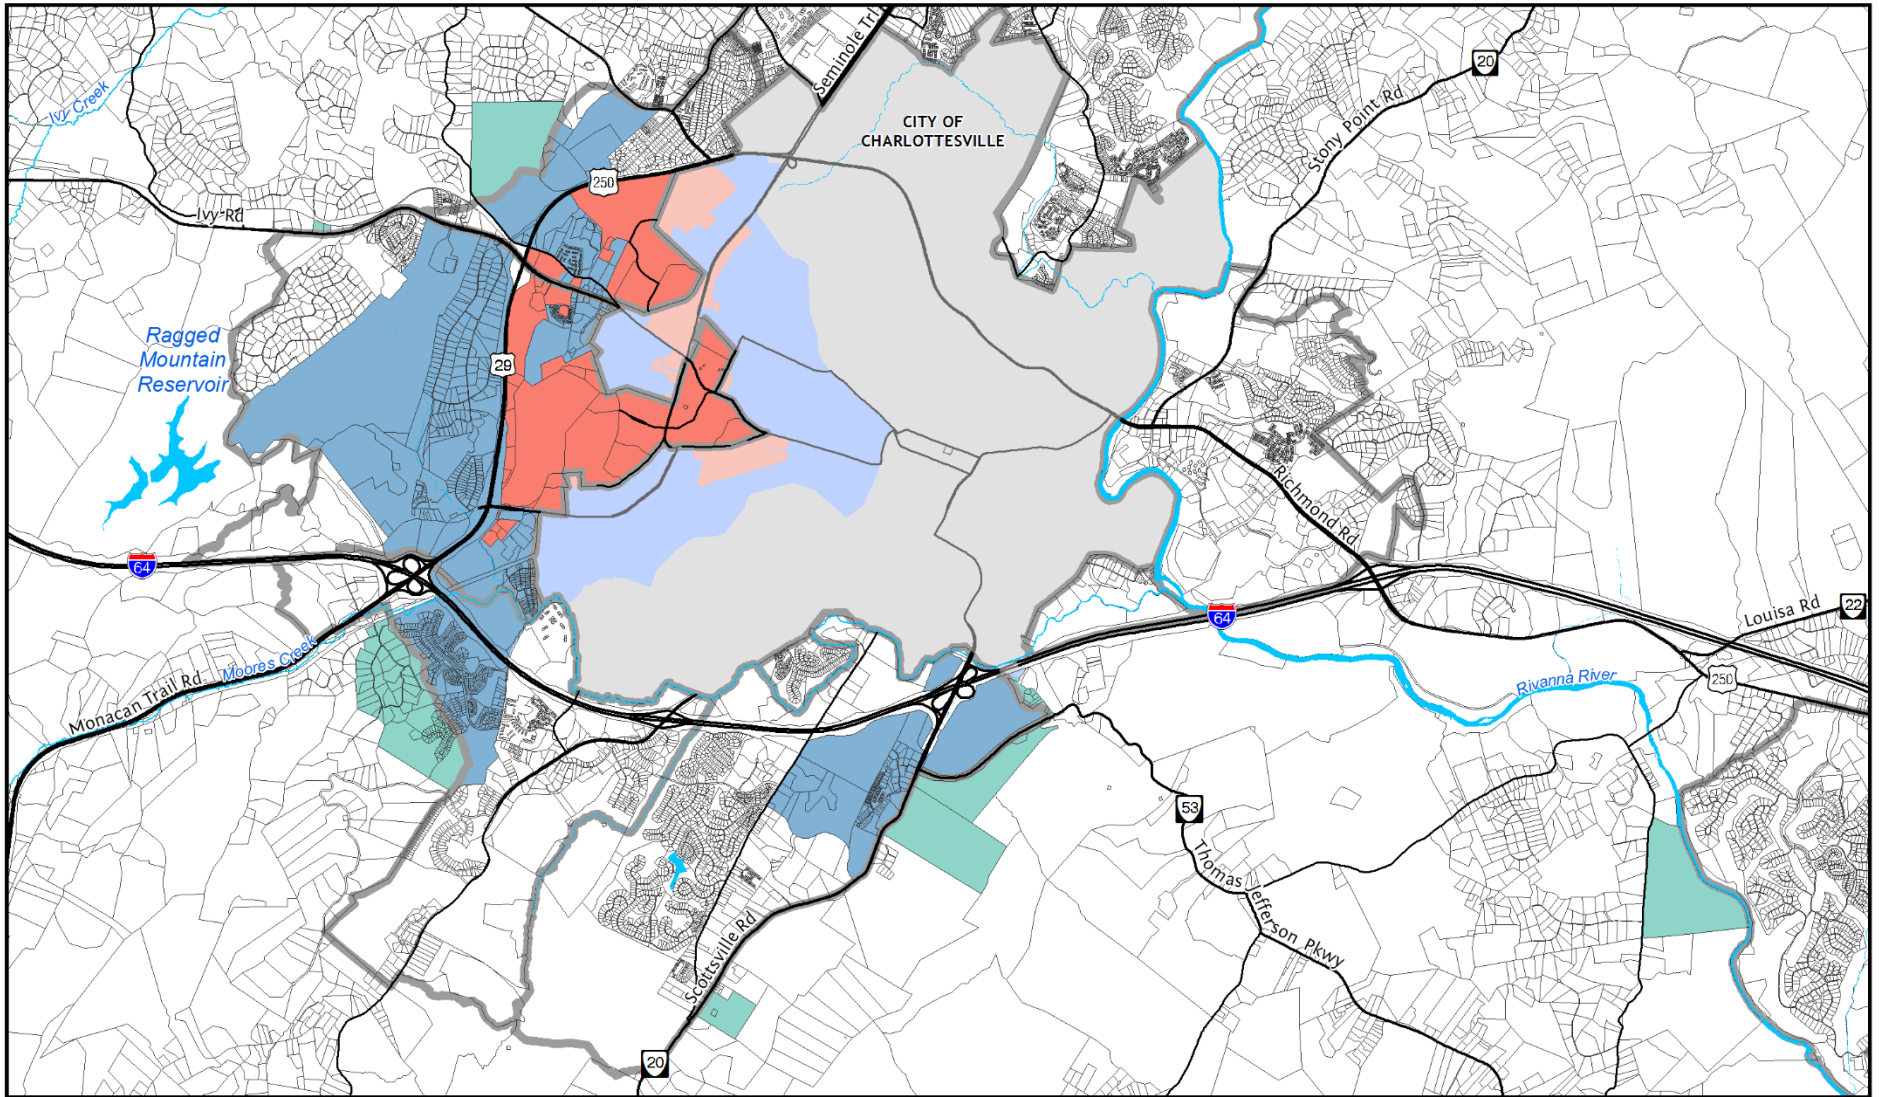 Seminole Trl
20
Ivy Creek
CITY OF
CHARLOTTESVILLE
Stony Point Rd
250
Ivy Rd
Ragged
Mountain
Reservoir
29
Richmond Rd
64
64
Louisa Rd
22
Moores Creek
Monacan Trail Rd
Rivanna River
250
53
Thomas Jefferson Pkwy
Scottsville Rd
20